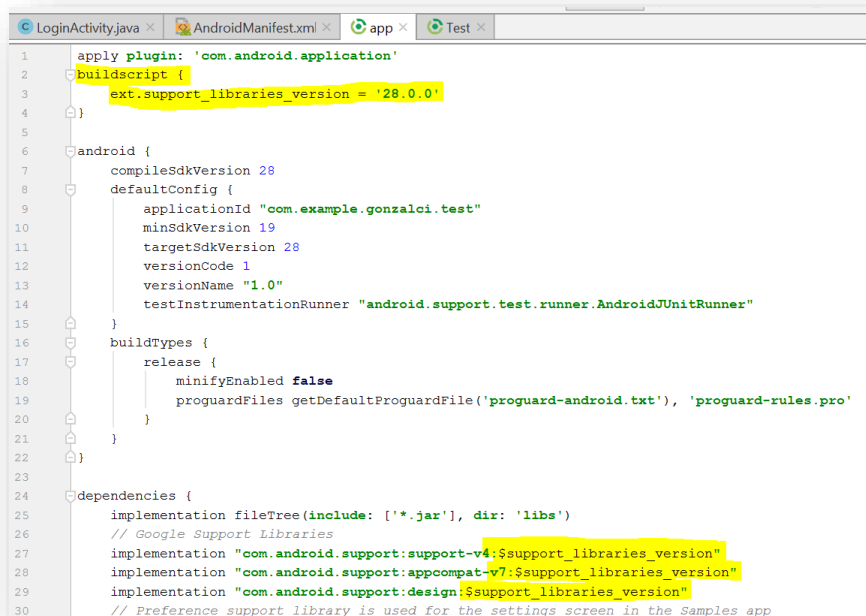 LoginActivity.java × AndroidManifest.xml × app × Test ×
1 apply plugin: 'com.android.application'
2 buildscript {
3 ext.support_libraries_version = '28.0.0'
4 }
5
6 android {
7 compileSdkVersion 28
8 defaultConfig {
9 applicationId "com.example.gonzalci.test"
10 minSdkVersion 19
11 targetSdkVersion 28
12 versionCode 1
13 versionName "1.0"
14 testInstrumentationRunner "android.support.test.runner.AndroidJUnitRunner"
15 }
16 buildTypes {
17 release {
18 minifyEnabled false
19 proguardFiles getDefaultProguardFile('proguard-android.txt'), 'proguard-rules.pro'
20 }
21 }
22 }
23
24 dependencies {
25 implementation fileTree(include: ['*.jar'], dir: 'libs')
26 // Google Support Libraries
27 implementation "com.android.support:support-v4:$support_libraries_version"
28 implementation "com.android.support:appcompat-v7:$support_libraries_version"
29 implementation "com.android.support:design:$support_libraries_version"
30 // Preference support library is used for the settings screen in the Samples app